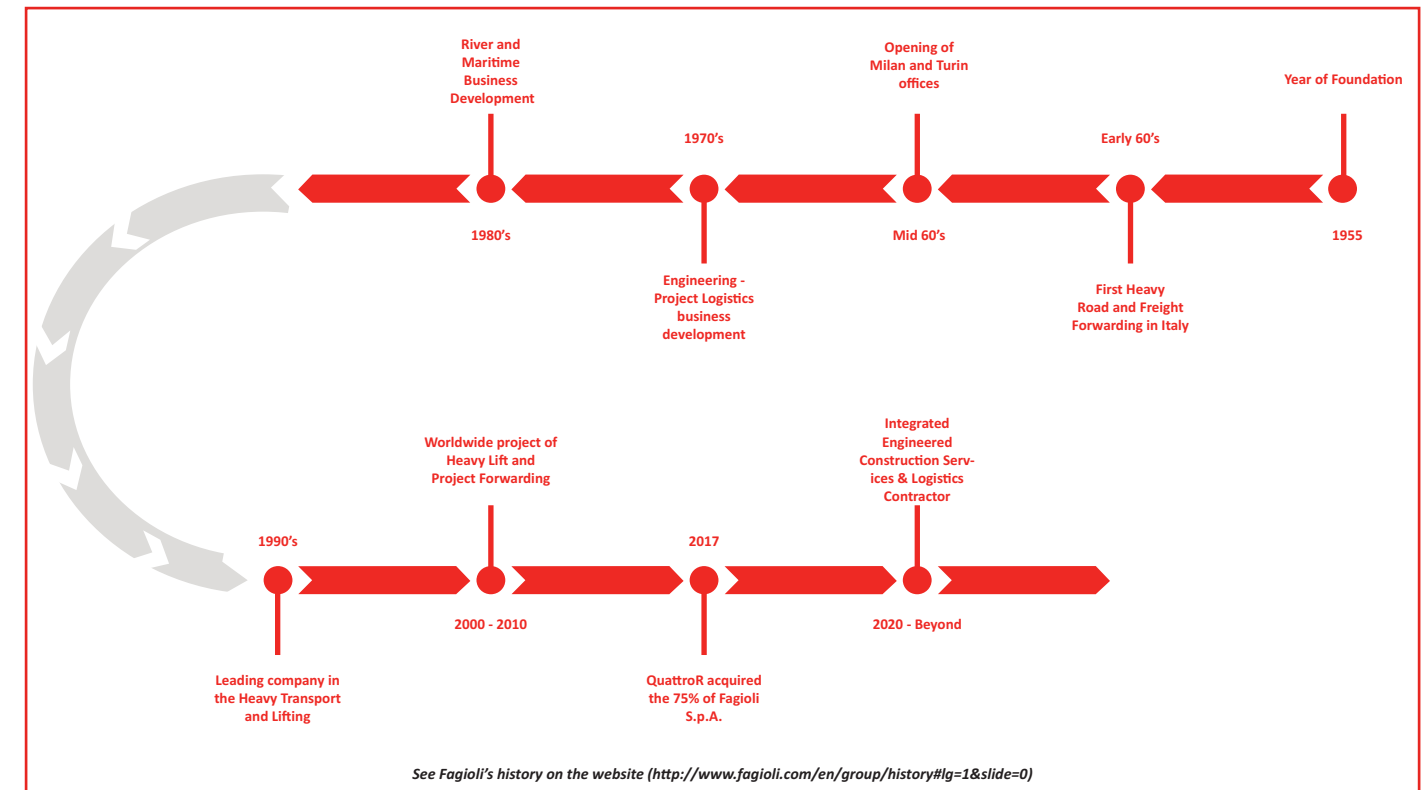 Year of Foundation
1955
Early 60's
First Heavy
Road and Freight
Forwarding in Italy
Opening of
Milan and Turin
offices
Mid 60's
1970's
Engineering -
Project Logistics
business
development
River and
Maritime
Business
Development
1980's
1990's
Leading company in
the Heavy Transport
and Lifting
Worldwide project of
Heavy Lift and
Project Forwarding
2000 - 2010
2017
QuattroR acquired
the 75% of Fagioli
S.p.A.
Integrated
Engineered
Construction Serv-
ices & Logistics
Contractor
2020 - Beyond
See Fagioli's history on the website (http://www.fagioli.com/en/group/history#lg=1&slide=0)